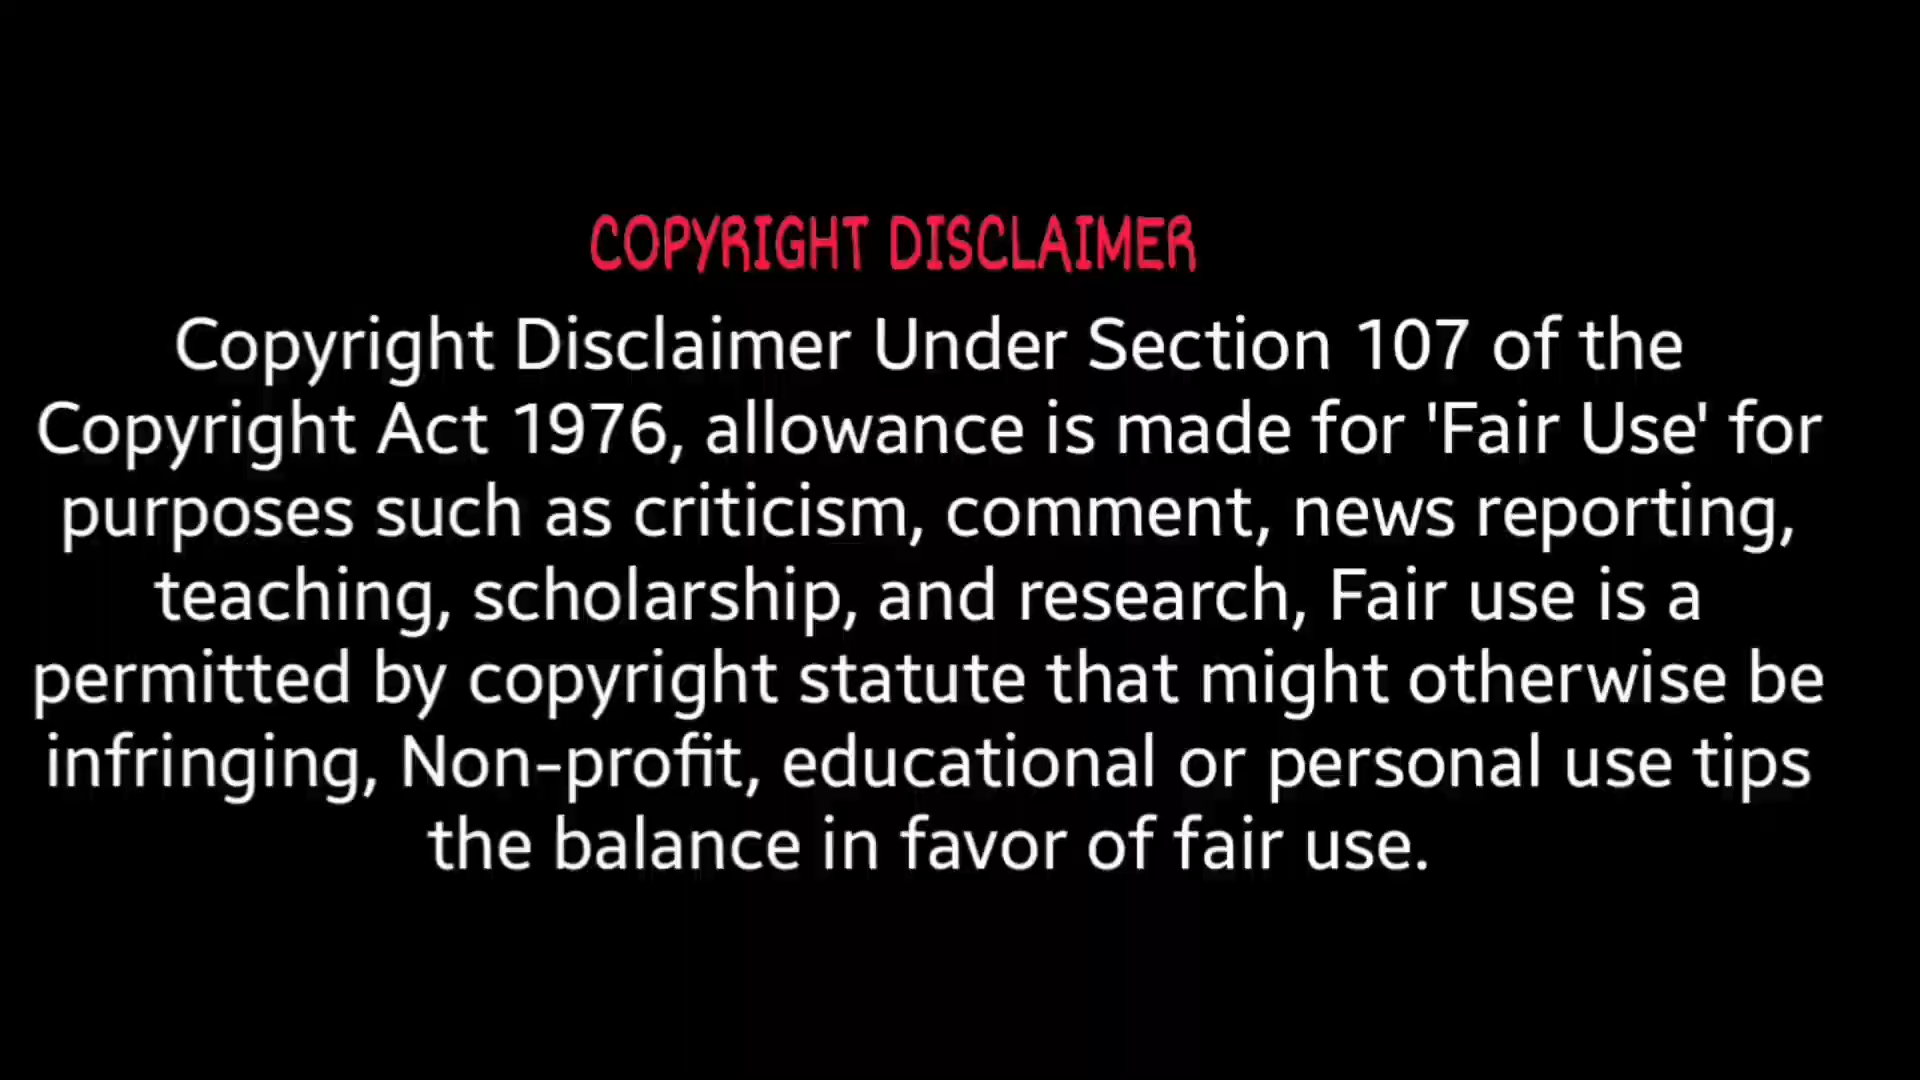 COPYRIGHT DISCLAIMER
Copyright Disclaimer Under Section 107 of the
Copyright Act 1976, allowance is made for 'Fair Use' for
purposes such as criticism, comment, news reporting,
teaching, scholarship, and research, Fair use is a
permitted by copyright statute that might otherwise be
infringing, Non-profit, educational or personal use tips
the balance in favor of fair use.